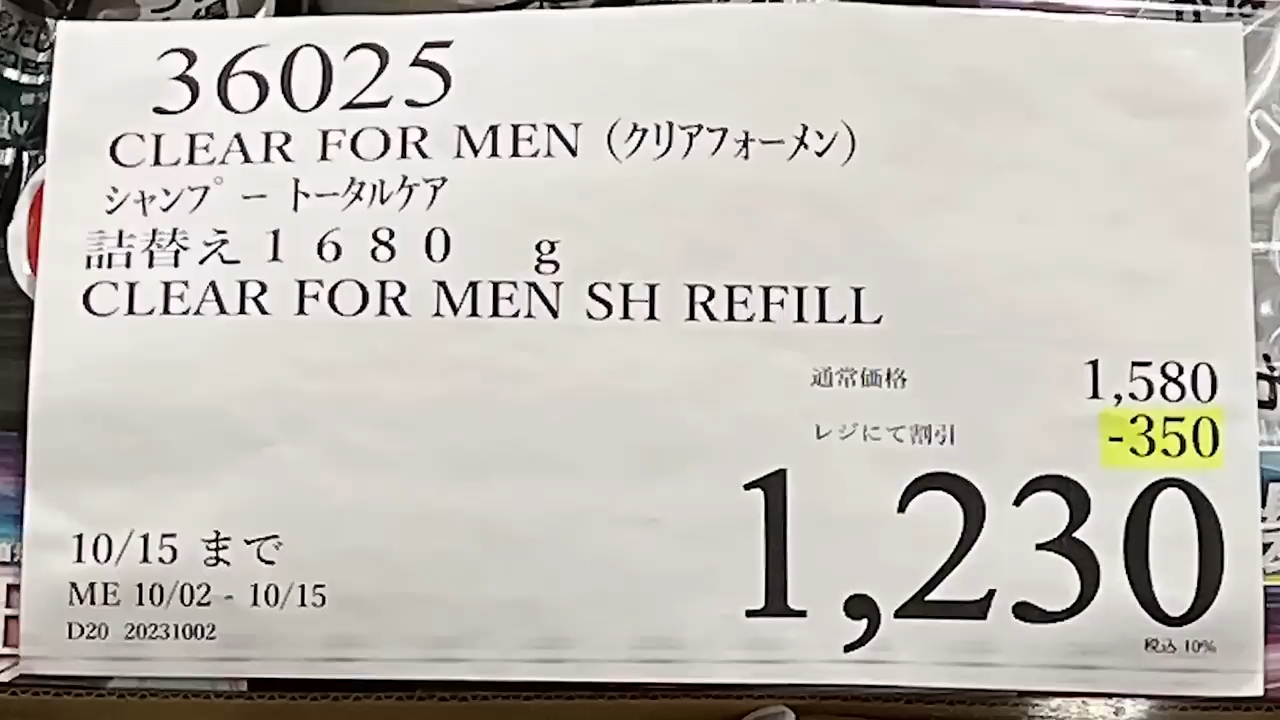 36025
CLEAR FOR MEN (クリアフォーメン)
シャンプー トータルケア
詰替え1680 g
CLEAR FOR MEN SH REFILL
通常価格 1,580
レジにて割引 -350
1,230
税込 10%
10/15 まで
ME 10/02 - 10/15
D20 20231002